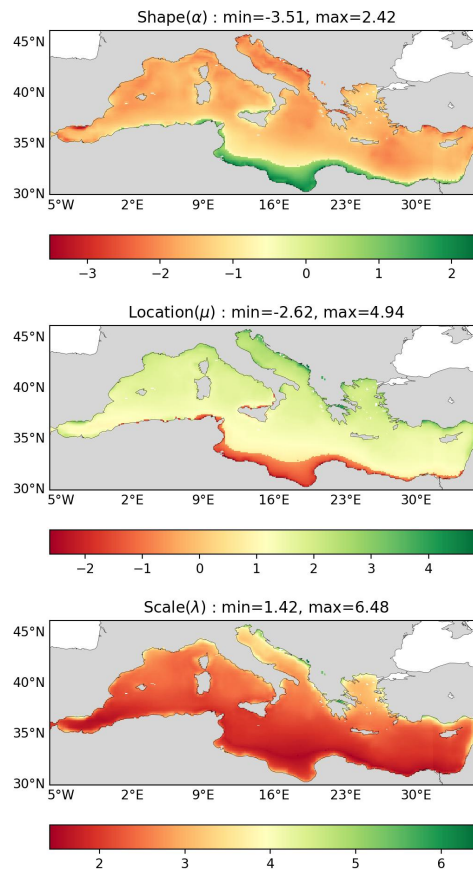 Shape(α) : min=-3.51, max=2.42
45°N
40°N
35°N
30°N
5°W 2°E 9°E 16°E 23°E 30°E
−3 −2 −1 0 1 2
Location(μ) : min=-2.62, max=4.94
45°N
40°N
35°N
30°N
5°W 2°E 9°E 16°E 23°E 30°E
−2 −1 0 1 2 3 4
Scale(λ) : min=1.42, max=6.48
45°N
40°N
35°N
30°N
5°W 2°E 9°E 16°E 23°E 30°E
2 3 4 5 6